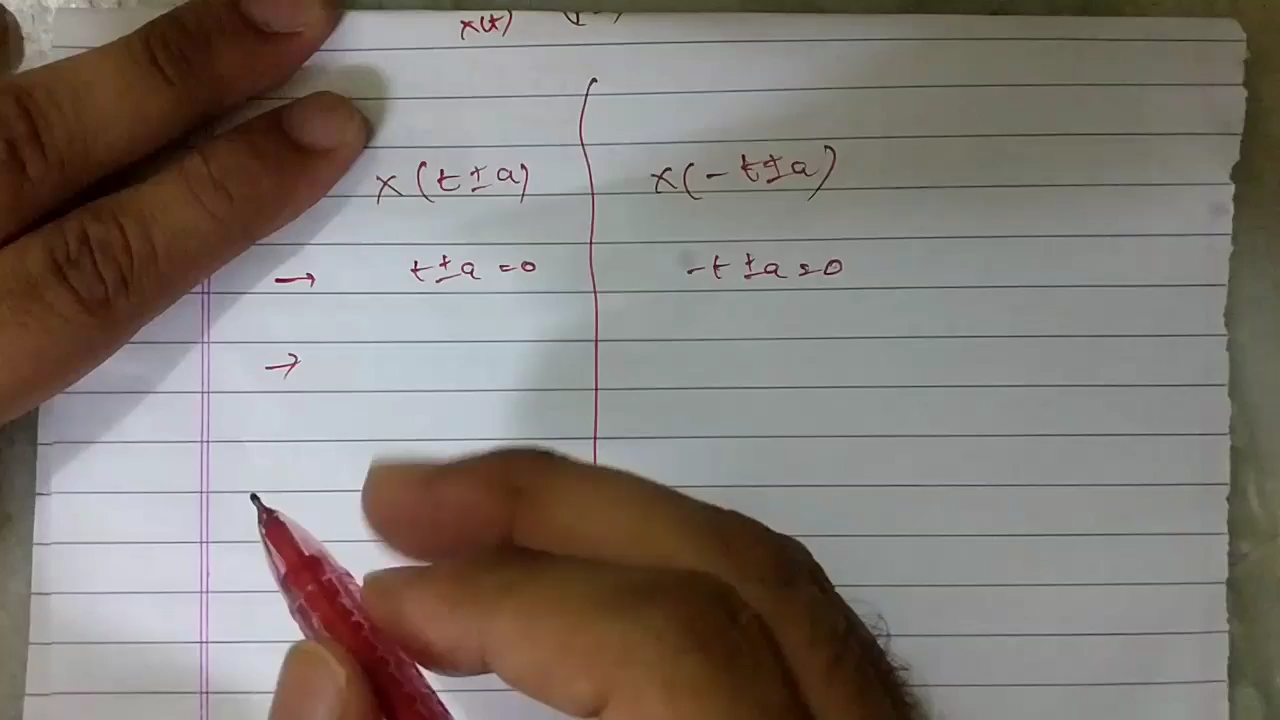 x(t)
x(t±a) x(-t±a)
→ t±a=0 -t±a=0
→